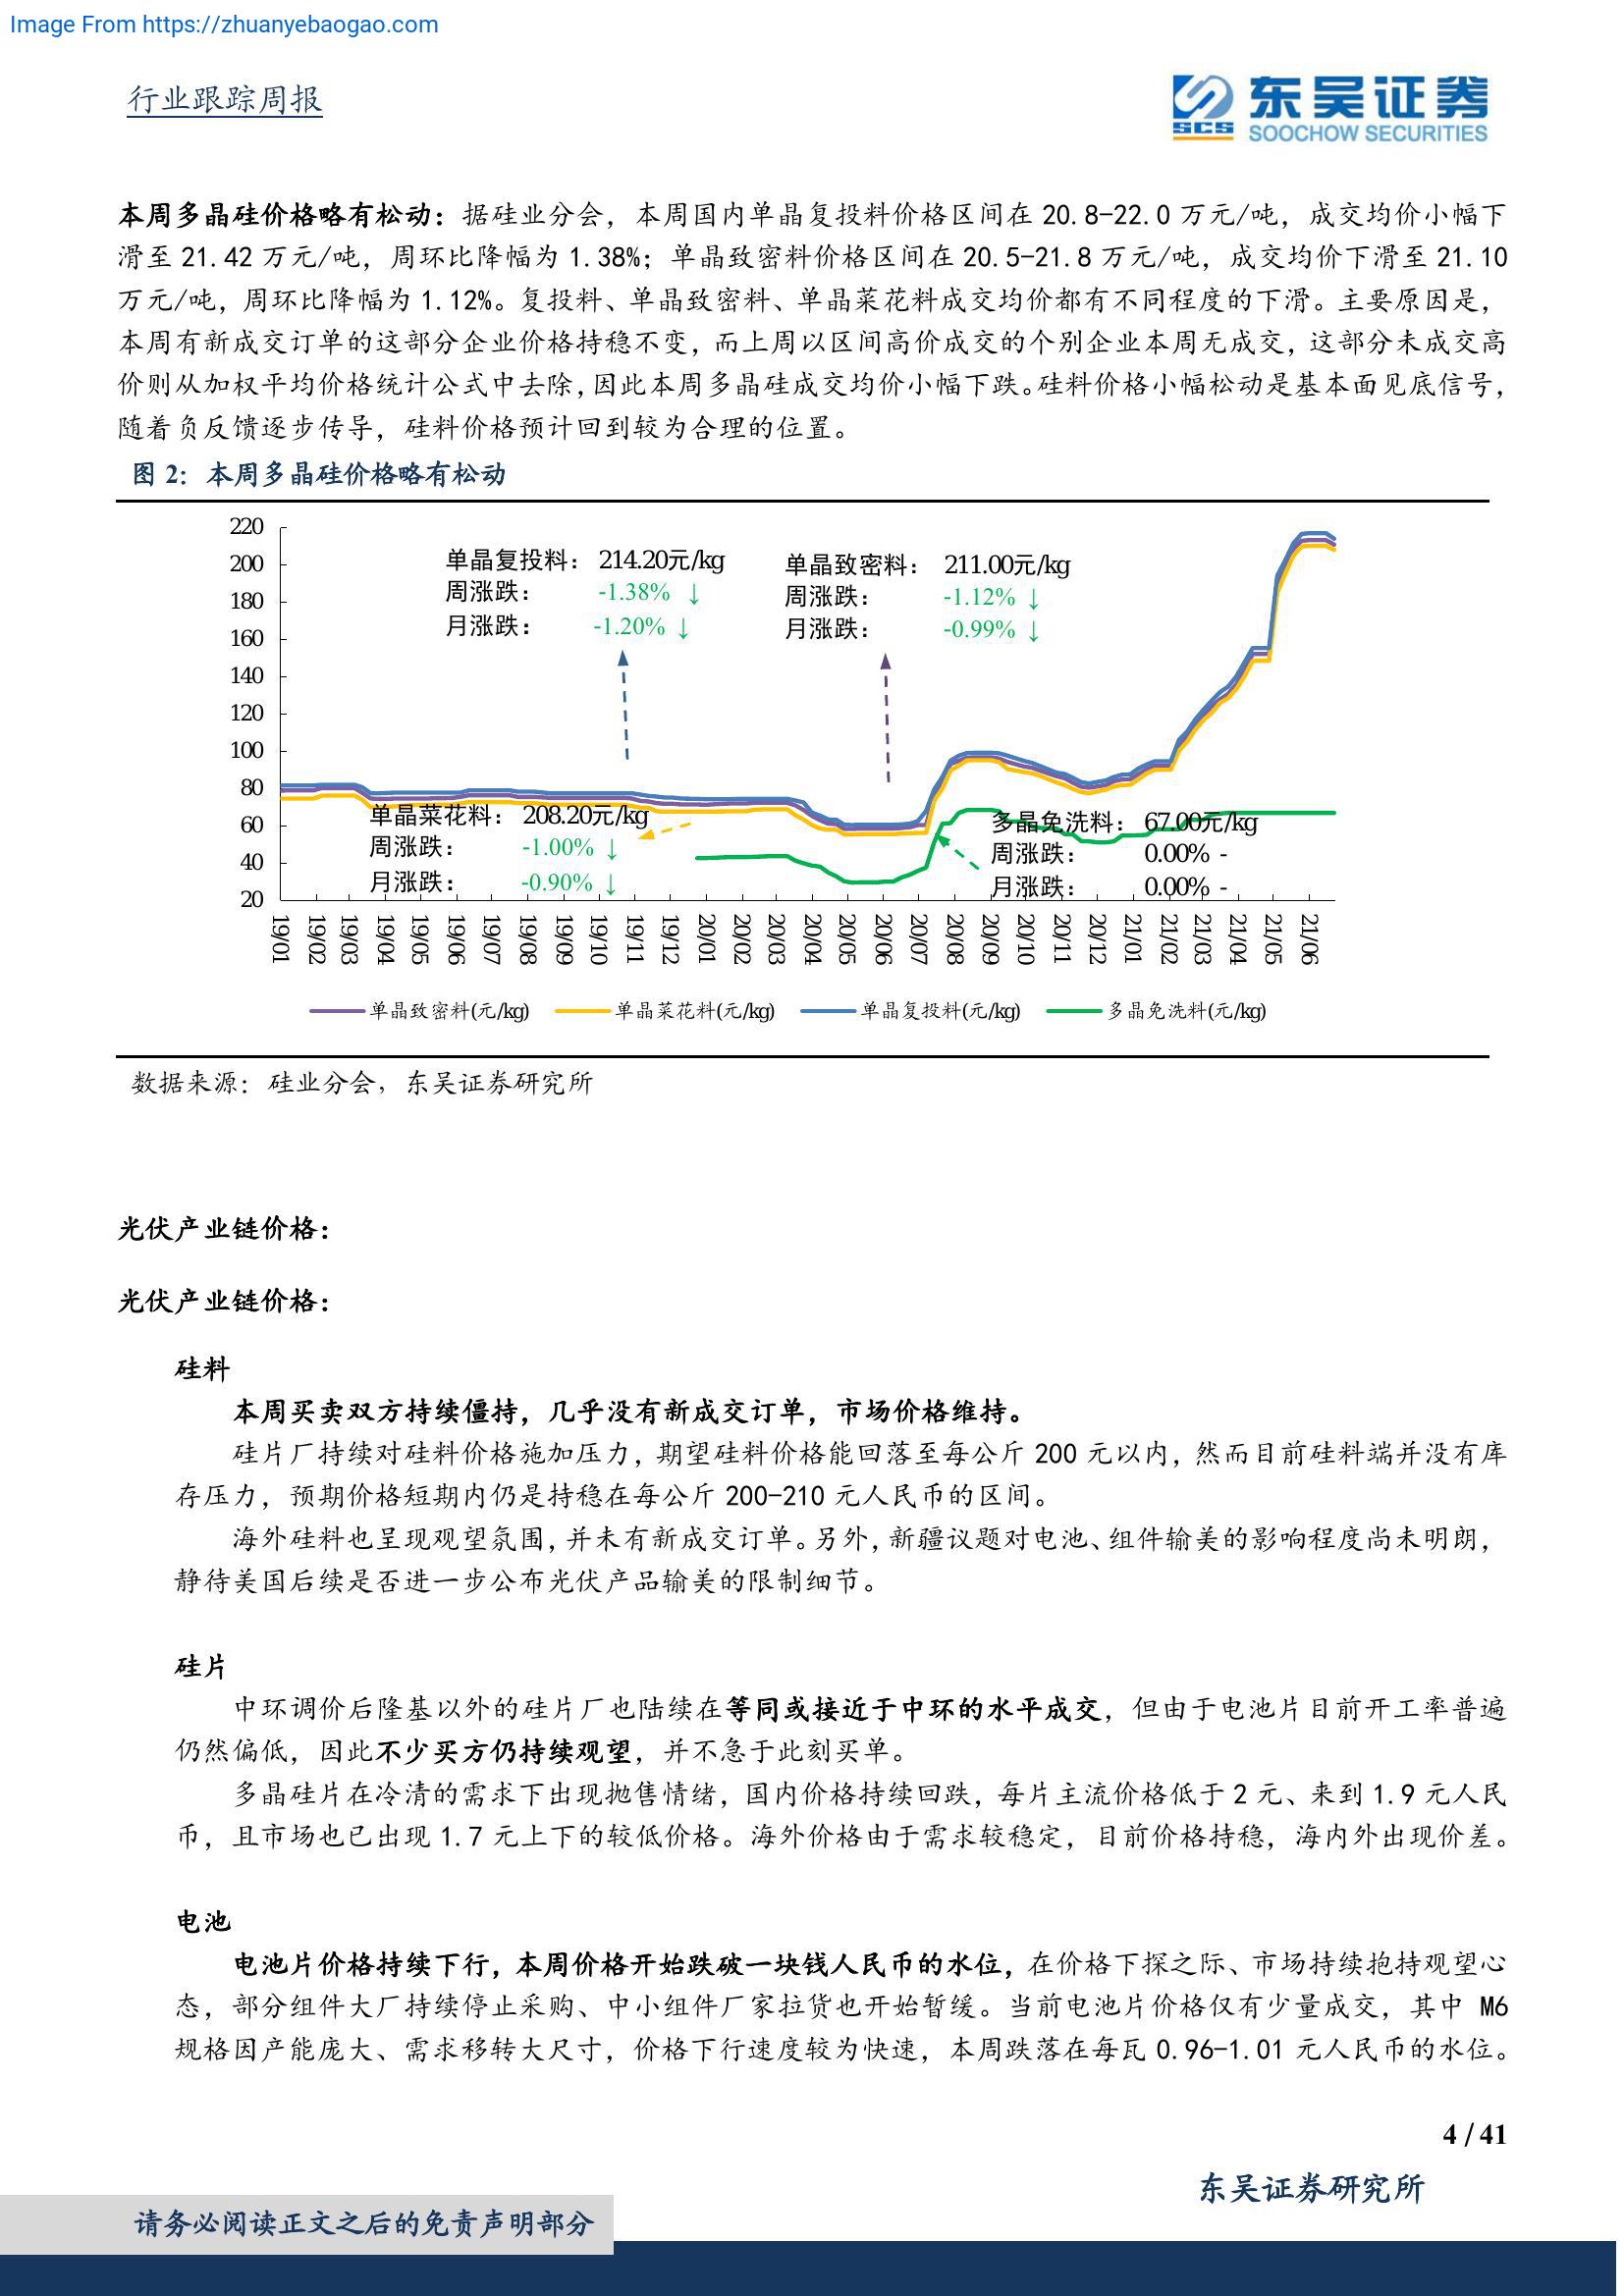 Image From https://zhuanyebaogao.com
行业跟踪周报
SCS 东吴证券
SOOCHOW SECURITIES
本周多晶硅价格略有松动：据硅业分会，本周国内单晶复投料价格区间在 20.8-22.0 万元/吨，成交均价小幅下
滑至 21.42 万元/吨，周环比降幅为 1.38%；单晶致密料价格区间在 20.5-21.8 万元/吨，成交均价下滑至 21.10
万元/吨，周环比降幅为 1.12%。复投料、单晶致密料、单晶菜花料成交均价都有不同程度的下滑。主要原因是，
本周有新成交订单的这部分企业价格持稳不变，而上周以区间高价成交的个别企业本周无成交，这部分未成交高
价则从加权平均价格统计公式中去除，因此本周多晶硅成交均价小幅下跌。硅料价格小幅松动是基本面见底信号，
随着负反馈逐步传导，硅料价格预计回到较为合理的位置。
图 2：本周多晶硅价格略有松动
220
200
180
160
140
120
100
80
60
40
20
单晶复投料： 214.20元/kg
周涨跌： -1.38% ↓
月涨跌： -1.20% ↓
单晶致密料： 211.00元/kg
周涨跌： -1.12% ↓
月涨跌： -0.99% ↓
单晶菜花料： 208.20元/kg
周涨跌： -1.00% ↓
月涨跌： -0.90% ↓
多晶免洗料： 67.00元/kg
周涨跌： 0.00% -
月涨跌： 0.00% -
19/01 19/02 19/03 19/04 19/05 19/06 19/07 19/08 19/09 19/10 19/11 19/12 20/01 20/02 20/03 20/04 20/05 20/06 20/07 20/08 20/09 20/10 20/11 20/12 21/01 21/02 21/03 21/04 21/05 21/06
单晶致密料(元/kg) 单晶菜花料(元/kg) 单晶复投料(元/kg) 多晶免洗料(元/kg)
数据来源：硅业分会，东吴证券研究所
光伏产业链价格：
光伏产业链价格：
硅料
本周买卖双方持续僵持，几乎没有新成交订单，市场价格维持。
硅片厂持续对硅料价格施加压力，期望硅料价格能回落至每公斤 200 元以内，然而目前硅料端并没有库
存压力，预期价格短期内仍是持稳在每公斤 200-210 元人民币的区间。
海外硅料也呈现观望氛围，并未有新成交订单。另外，新疆议题对电池、组件输美的影响程度尚未明朗，
静待美国后续是否进一步公布光伏产品输美的限制细节。
硅片
中环调价后隆基以外的硅片厂也陆续在等同或接近于中环的水平成交，但由于电池片目前开工率普遍
仍然偏低，因此不少买方仍持续观望，并不急于此刻买单。
多晶硅片在冷清的需求下出现抛售情绪，国内价格持续回跌，每片主流价格低于 2 元、来到 1.9 元人民
币，且市场也已出现 1.7 元上下的较低价格。海外价格由于需求较稳定，目前价格持稳，海内外出现价差。
电池
电池片价格持续下行，本周价格开始跌破一块钱人民币的水位，在价格下探之际、市场持续抱持观望心
态，部分组件大厂持续停止采购、中小组件厂家拉货也开始暂缓。当前电池片价格仅有少量成交，其中 M6
规格因产能庞大、需求移转大尺寸，价格下行速度较为快速，本周跌落在每瓦 0.96-1.01 元人民币的水位。
4 / 41
东吴证券研究所
请务必阅读正文之后的免责声明部分